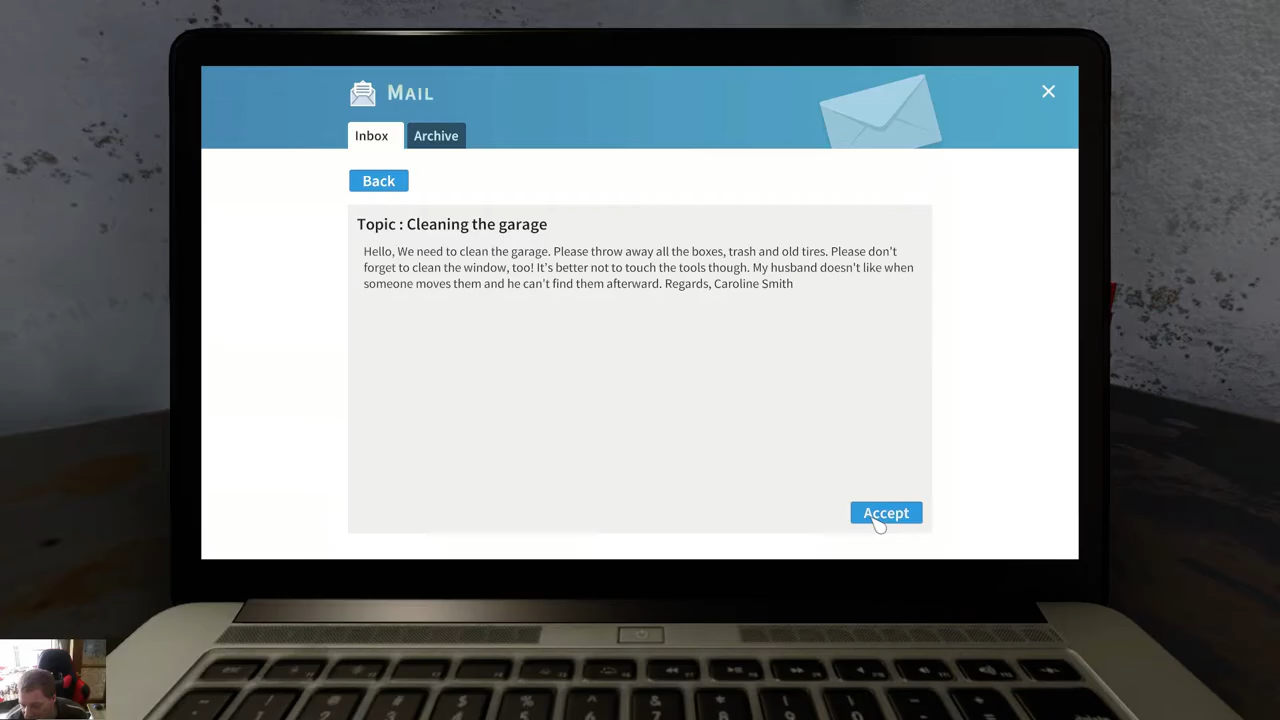 MAIL
Inbox
Archive
Back
Topic : Cleaning the garage
Hello, We need to clean the garage. Please throw away all the boxes, trash and old tires. Please don't
forget to clean the window, too! It's better not to touch the tools though. My husband doesn't like when
someone moves them and he can't find them afterward. Regards, Caroline Smith
Accept